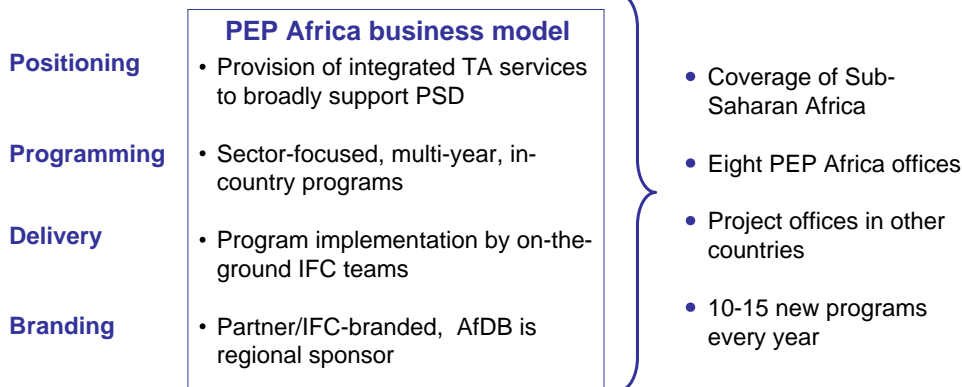 PEP Africa business model
Positioning
• Provision of integrated TA services
to broadly support PSD
Programming
• Sector-focused, multi-year, in-
country programs
Delivery
• Program implementation by on-the-
ground IFC teams
Branding
• Partner/IFC-branded, AfDB is
regional sponsor
• Coverage of Sub-
Saharan Africa
• Eight PEP Africa offices
• Project offices in other
countries
• 10-15 new programs
every year